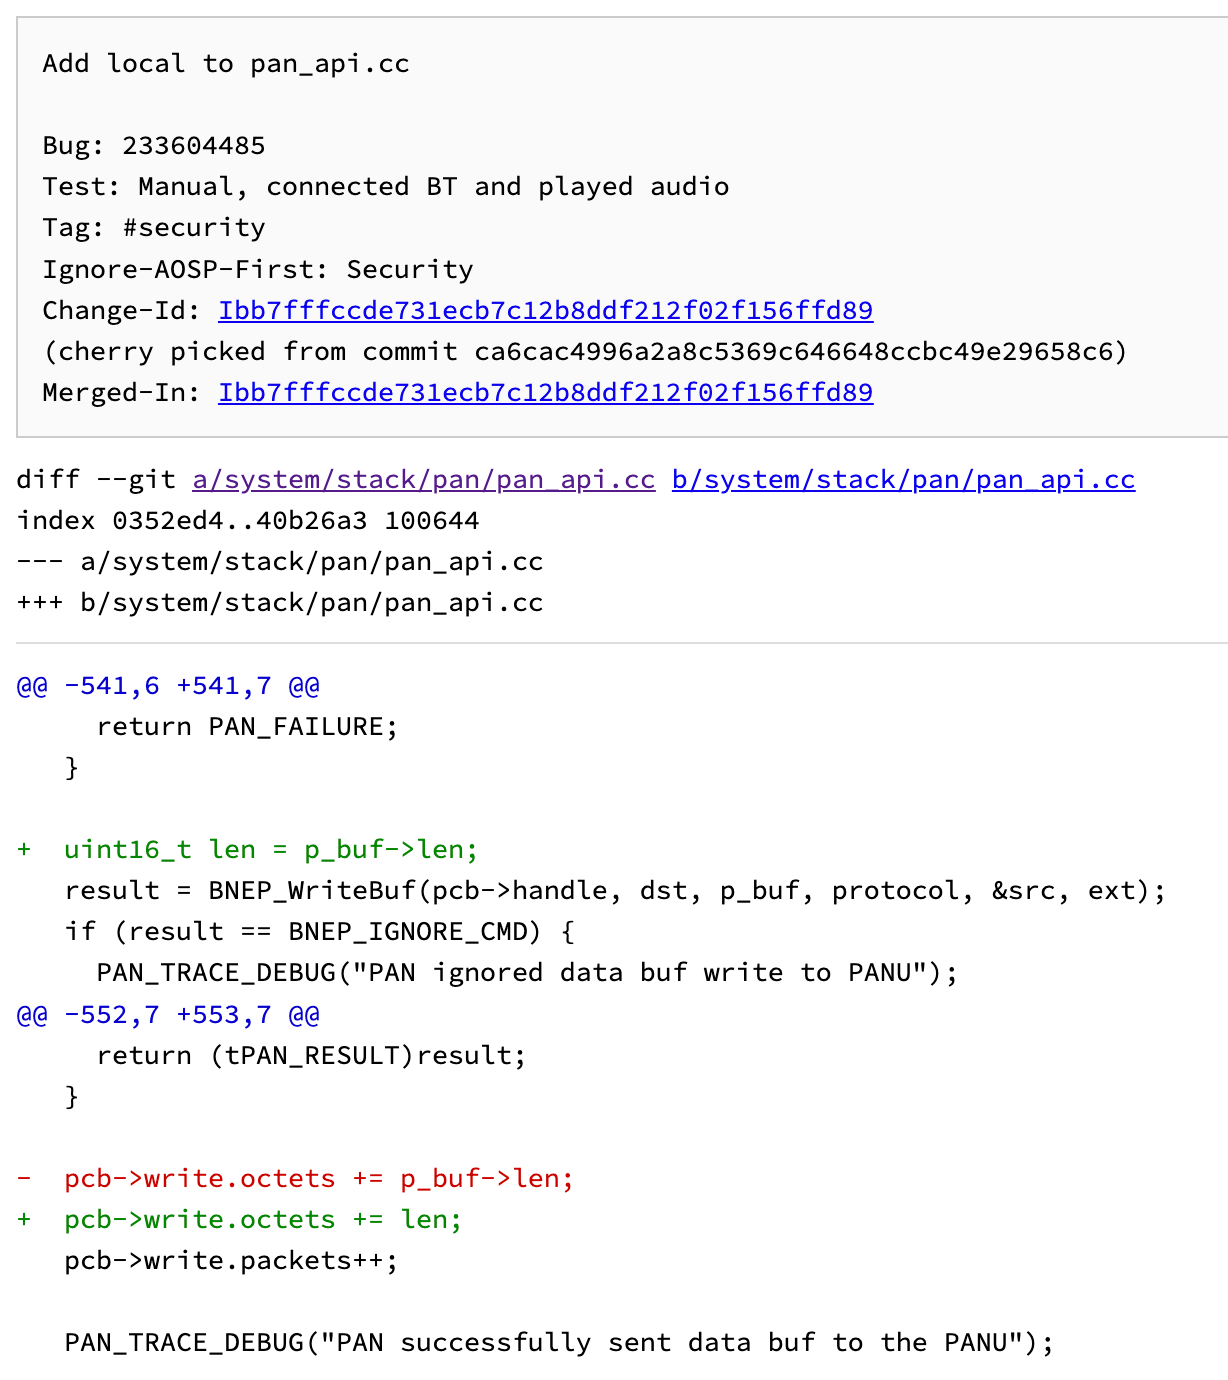 Add local to pan_api.cc
Bug: 233604485
Test: Manual, connected BT and played audio
Tag: #security
Ignore-AOSP-First: Security
Change-Id: Ibb7fffccde731ecb7c12b8ddf212f02f156ffd89
(cherry picked from commit ca6cac4996a2a8c5369c646648ccbc49e29658c6)
Merged-In: Ibb7fffccde731ecb7c12b8ddf212f02f156ffd89
diff --git a/system/stack/pan/pan_api.cc b/system/stack/pan/pan_api.cc
index 0352ed4..40b26a3 100644
--- a/system/stack/pan/pan_api.cc
+++ b/system/stack/pan/pan_api.cc
@@ -541,6 +541,7 @@
     return PAN_FAILURE;
   }
+  uint16_t len = p_buf->len;
   result = BNEP_WriteBuf(pcb->handle, dst, p_buf, protocol, &src, ext);
   if (result == BNEP_IGNORE_CMD) {
     PAN_TRACE_DEBUG("PAN ignored data buf write to PANU");
@@ -552,7 +553,7 @@
     return (tPAN_RESULT)result;
   }
-  pcb->write.octets += p_buf->len;
+  pcb->write.octets += len;
   pcb->write.packets++;
   PAN_TRACE_DEBUG("PAN successfully sent data buf to the PANU");